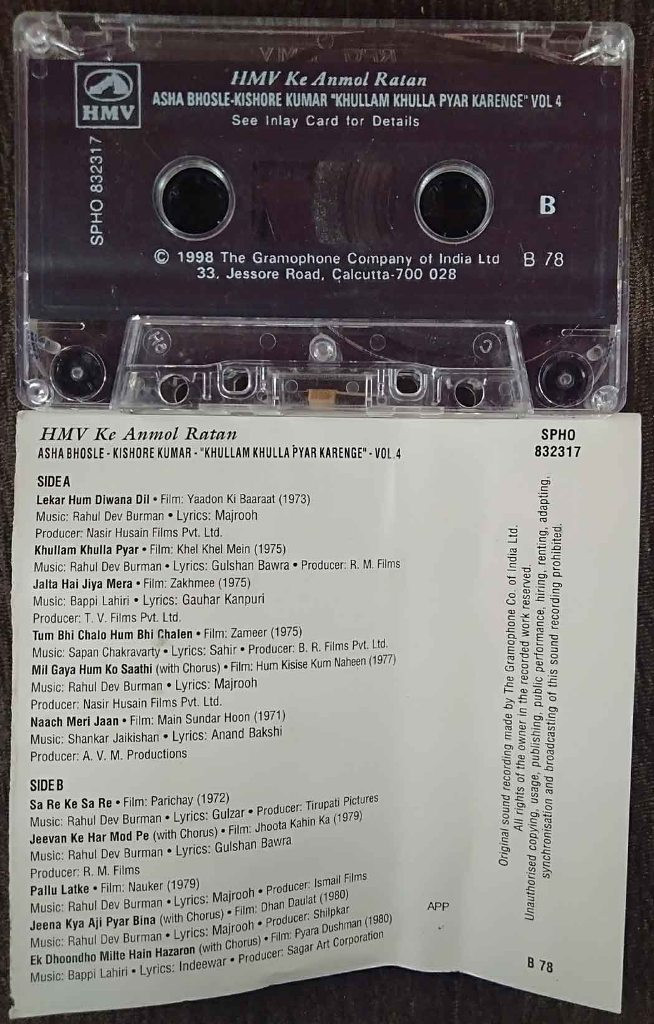 HMV Ke Anmol Ratan
ASHA BHOSLE-KISHORE KUMAR "KHULLAM KHULLA PYAR KARENGE" VOL 4
See Inlay Card for Details
HMV
SPHO 832317
B
© 1998 The Gramophone Company of India Ltd
B 78
33, Jessore Road, Calcutta-700 028
HMV Ke Anmol Ratan
ASHA BHOSLE - KISHORE KUMAR - "KHULLAM KHULLA PYAR KARENGE" - VOL. 4
SPHO
832317
SIDE A
Lekar Hum Diwana Dil • Film: Yaadon Ki Baaraat (1973)
Music: Rahul Dev Burman • Lyrics: Majrooh
Producer: Nasir Husain Films Pvt. Ltd.
Khullam Khulla Pyar • Film: Khel Khel Mein (1975)
Music: Rahul Dev Burman • Lyrics: Gulshan Bawra • Producer: R. M. Films
Jalta Hai Jiya Mera • Film: Zakhmee (1975)
Music: Bappi Lahiri • Lyrics: Gauhar Kanpuri
Producer: T. V. Films Pvt. Ltd.
Tum Bhi Chalo Hum Bhi Chalen • Film: Zameer (1975)
Music: Sapan Chakravarty • Lyrics: Sahir • Producer: B. R. Films Pvt. Ltd.
Mil Gaya Hum Ko Saathi (with Chorus) • Film: Hum Kisise Kum Naheen (1977)
Music: Rahul Dev Burman • Lyrics: Majrooh
Producer: Nasir Husain Films Pvt. Ltd.
Naach Meri Jaan • Film: Main Sundar Hoon (1971)
Music: Shankar Jaikishan • Lyrics: Anand Bakshi
Producer: A. V. M. Productions
SIDE B
Sa Re Ke Sa Re • Film: Parichay (1972)
Music: Rahul Dev Burman • Lyrics: Gulzar • Producer: Tirupati Pictures
Jeevan Ke Har Mod Pe (with Chorus) • Film: Jhoota Kahin Ka (1979)
Music: Rahul Dev Burman • Lyrics: Gulshan Bawra
Producer: R. M. Films
Pallu Latke • Film: Nauker (1979)
Music: Rahul Dev Burman • Lyrics: Majrooh • Producer: Ismail Films
Jeena Kya Aji Pyar Bina (with Chorus) • Film: Dhan Daulat (1980)
Music: Rahul Dev Burman • Lyrics: Majrooh • Producer: Shilpkar
Ek Dhoondho Milte Hain Hazaron (with Chorus) • Film: Pyara Dushman (1980)
Music: Bappi Lahiri • Lyrics: Indeewar • Producer: Sagar Art Corporation
APP
Original sound recording made by The Gramophone Co. of India Ltd.
All rights of the owner in the recorded work reserved.
Unauthorised copying, usage, publishing, public performance, hiring, renting, adapting,
synchronisation and broadcasting of this sound recording prohibited.
B 78